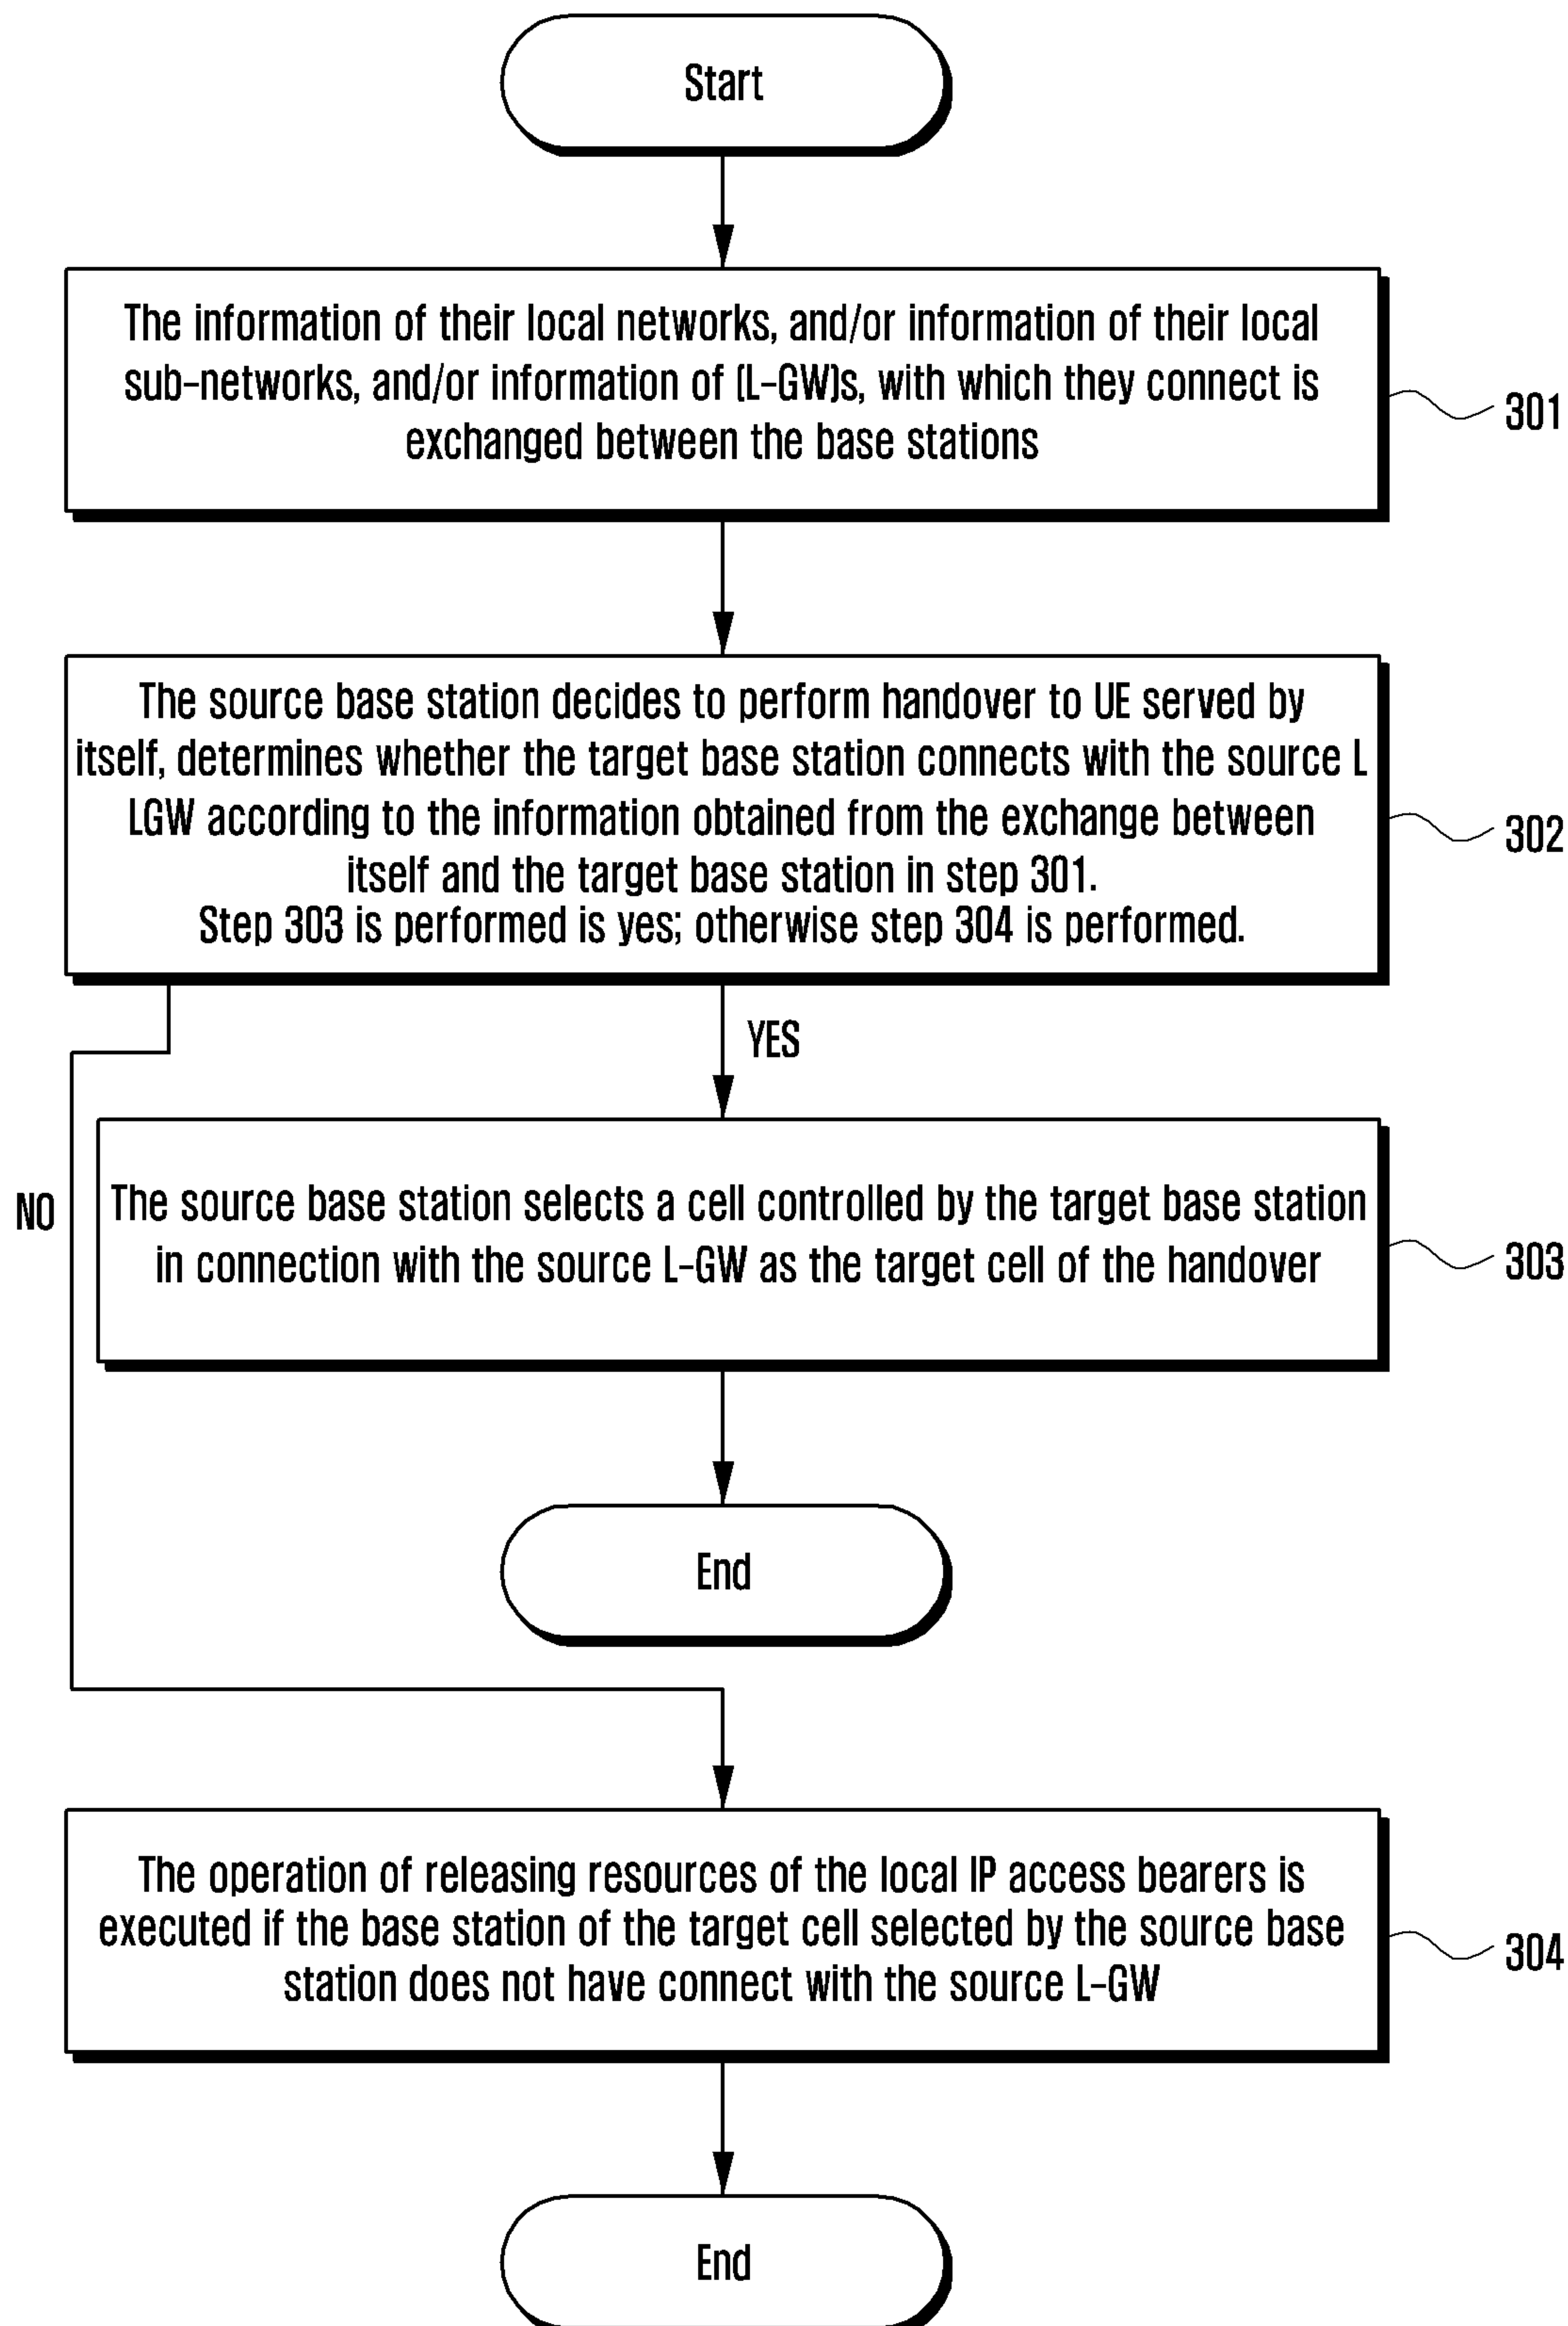 Start
The information of their local networks, and/or information of their local
sub-networks, and/or information of (L-GW)s, with which they connect is
exchanged between the base stations
301
The source base station decides to perform handover to UE served by
itself, determines whether the target base station connects with the source L
LGW according to the information obtained from the exchange between
itself and the target base station in step 301.
Step 303 is performed is yes; otherwise step 304 is performed.
302
YES
NO
The source base station selects a cell controlled by the target base station
in connection with the source L-GW as the target cell of the handover
303
End
The operation of releasing resources of the local IP access bearers is
executed if the base station of the target cell selected by the source base
station does not have connect with the source L-GW
304
End